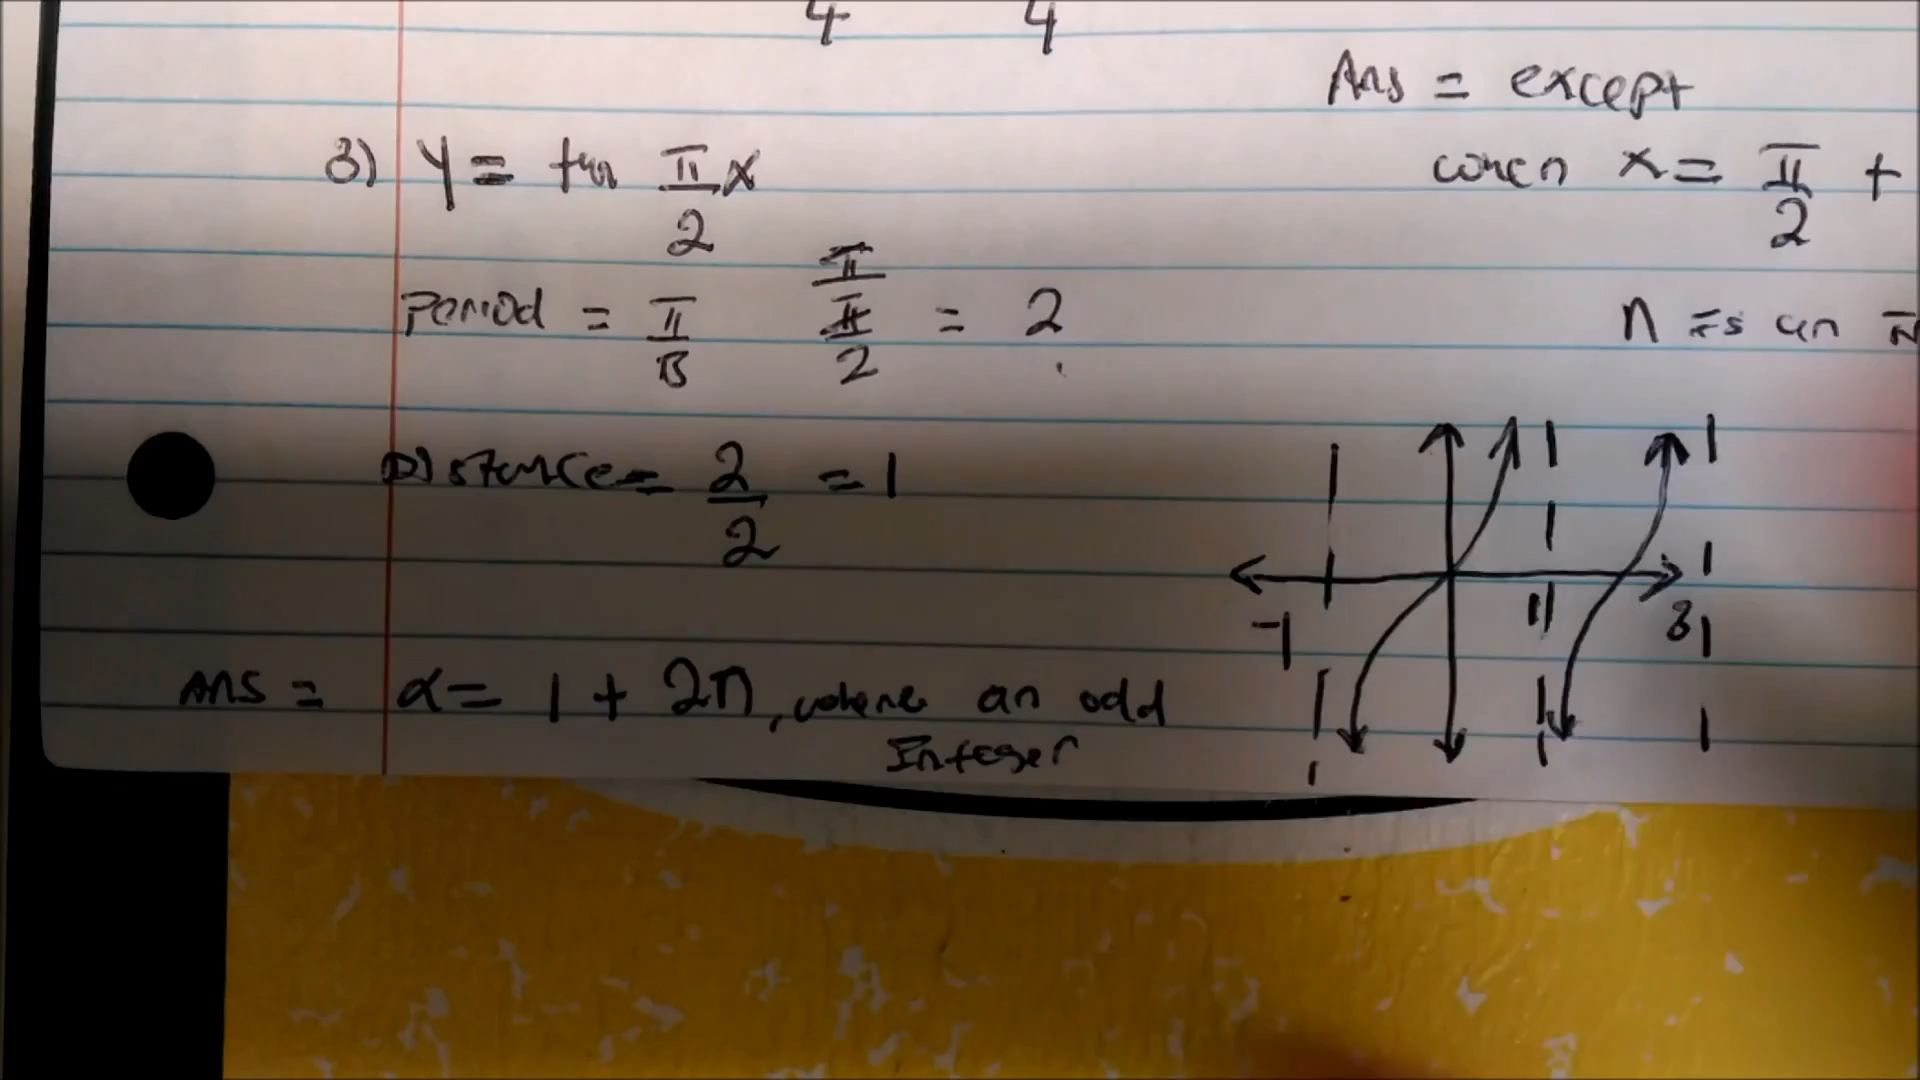 4 4
Ans = except
3) y = tan π/2 x
when x = π/2 +
Period = π/B π/π/2 = 2
n is an
Distance = 2/2 = 1
-1 1 3
Ans = x = 1 + 2n, where an odd
Integer